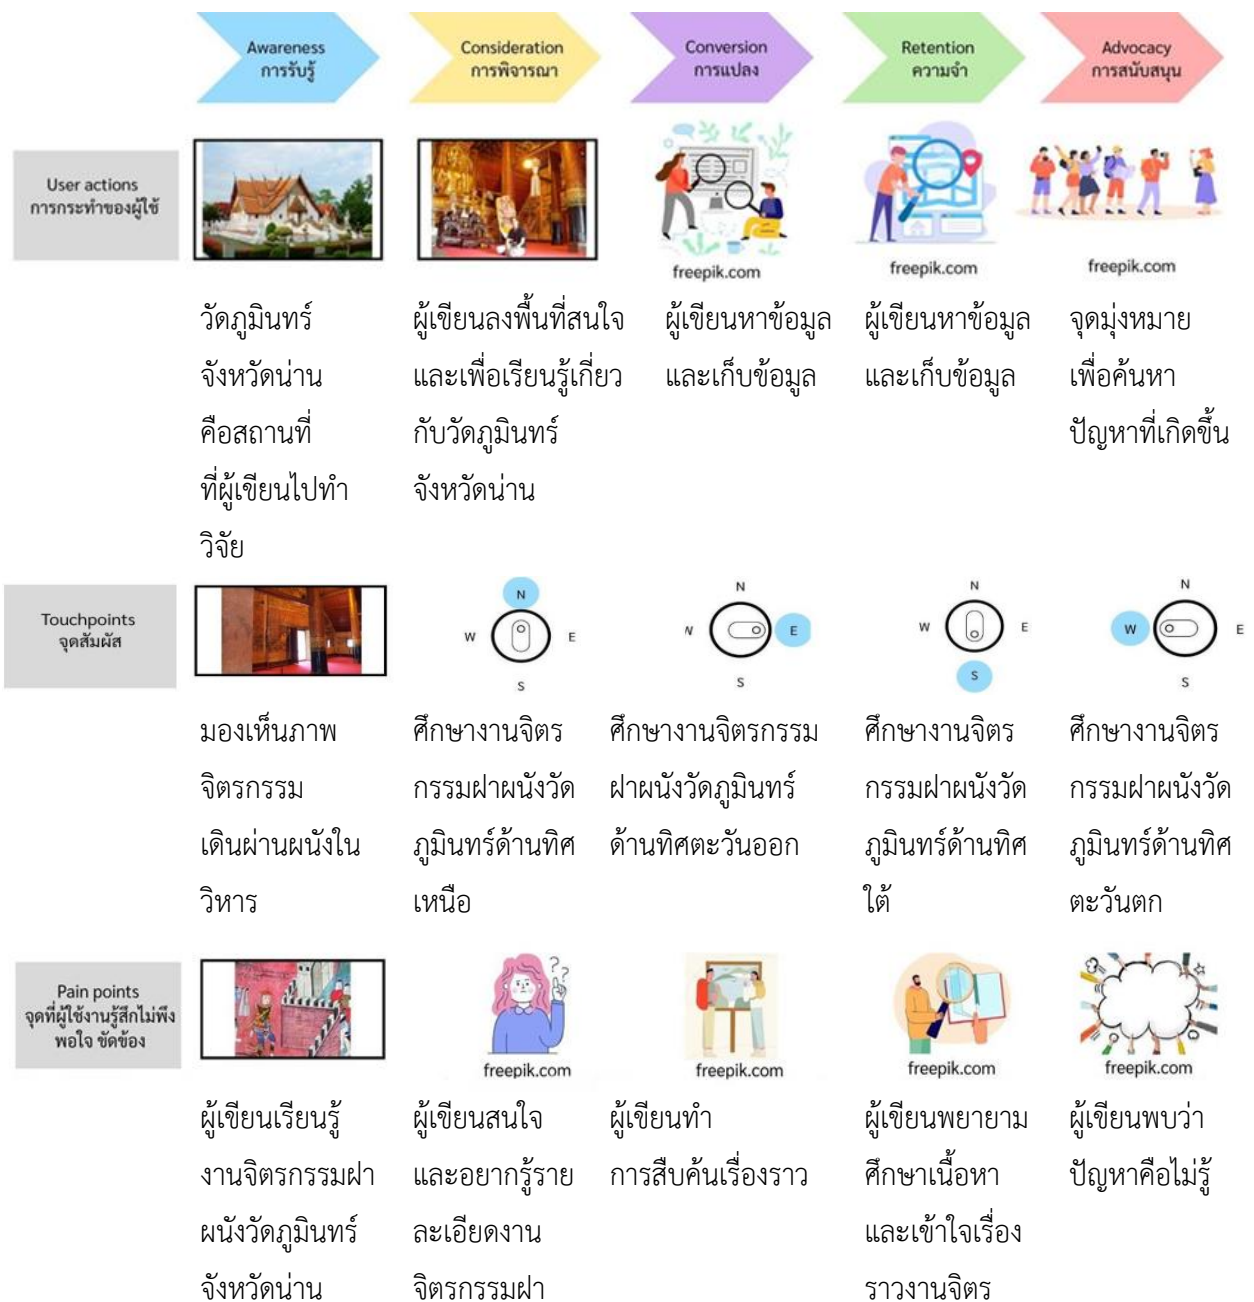 Awareness
การรับรู้
Consideration
การพิจารณา
Conversion
การแปลง
Retention
ความจำ
Advocacy
การสนับสนุน
User actions
การกระทำของผู้ใช้
freepik.com
freepik.com
freepik.com
วัดภูมินทร์
จังหวัดน่าน
คือสถานที่
ที่ผู้เขียนไปทำ
วิจัย
ผู้เขียนลงพื้นที่สนใจ
และเพื่อเรียนรู้เกี่ยว
กับวัดภูมินทร์
จังหวัดน่าน
ผู้เขียนหาข้อมูล
และเก็บข้อมูล
ผู้เขียนหาข้อมูล
และเก็บข้อมูล
จุดมุ่งหมาย
เพื่อค้นหา
ปัญหาที่เกิดขึ้น
Touchpoints
จุดสัมผัส
N
W
E
S
N
W
E
S
N
W
E
S
N
W
E
S
มองเห็นภาพ
จิตรกรรม
เดินผ่านผนังใน
วิหาร
ศึกษางานจิตร
กรรมฝาผนังวัด
ภูมินทร์ด้านทิศ
เหนือ
ศึกษางานจิตรกรรม
ฝาผนังวัดภูมินทร์
ด้านทิศตะวันออก
ศึกษางานจิตร
กรรมฝาผนังวัด
ภูมินทร์ด้านทิศ
ใต้
ศึกษางานจิตร
กรรมฝาผนังวัด
ภูมินทร์ด้านทิศ
ตะวันตก
Pain points
จุดที่ผู้ใช้งานรู้สึกไม่พึง
พอใจ ขัดข้อง
??
?
freepik.com
freepik.com
freepik.com
freepik.com
ผู้เขียนเรียนรู้
งานจิตรกรรมฝา
ผนังวัดภูมินทร์
จังหวัดน่าน
ผู้เขียนสนใจ
และอยากรู้ราย
ละเอียดงาน
จิตรกรรมฝา
ผู้เขียนทำ
การสืบค้นเรื่องราว
ผู้เขียนพยายาม
ศึกษาเนื้อหา
และเข้าใจเรื่อง
ราวงานจิตร
ผู้เขียนพบว่า
ปัญหาคือไม่รู้